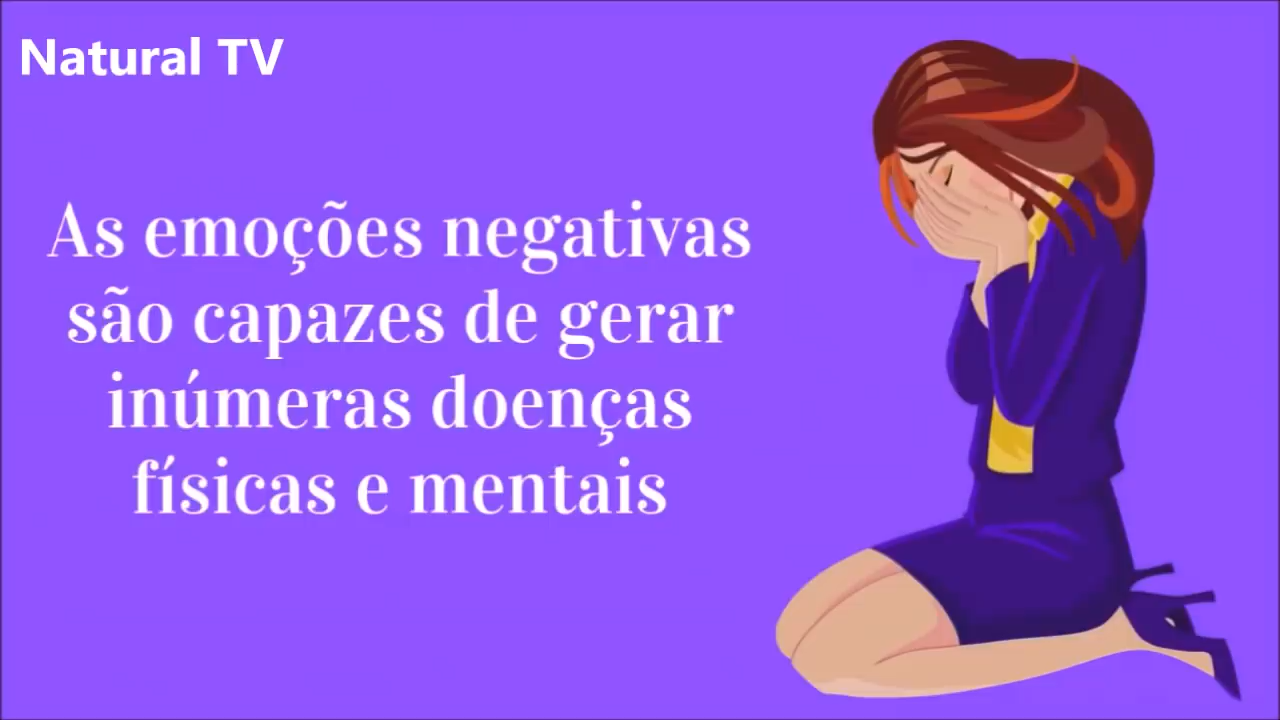 Natural TV
As emoções negativas
são capazes de gerar
inúmeras doenças
físicas e mentais